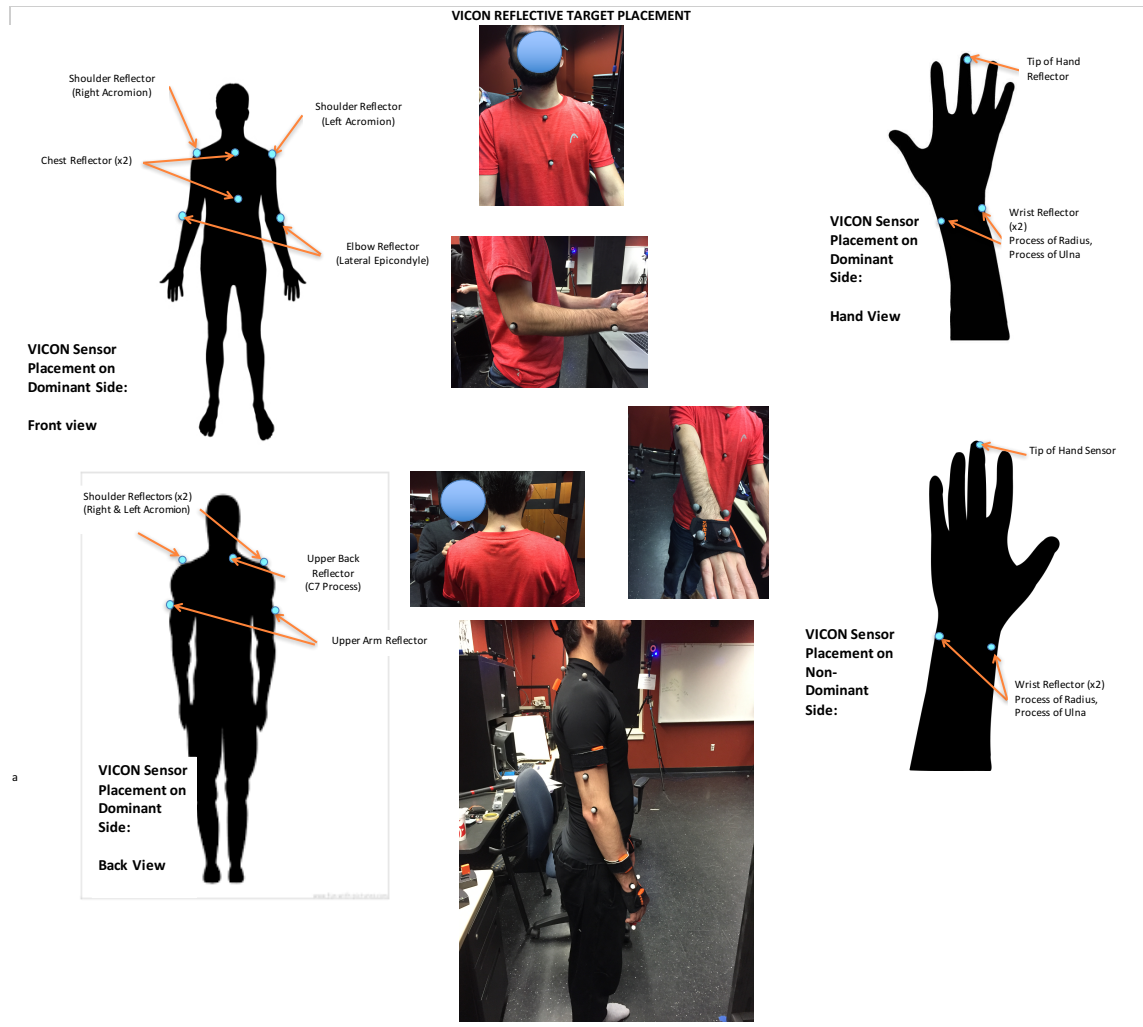 VICON REFLECTIVE TARGET PLACEMENT
Shoulder Reflector
(Right Acromion)
Shoulder Reflector
(Left Acromion)
Chest Reflector (x2)
Elbow Reflector
(Lateral Epicondyle)
VICON Sensor
Placement on
Dominant Side:
Front view
Tip of Hand
Reflector
Wrist Reflector
(x2)
Process of Radius,
Process of Ulna
VICON Sensor
Placement on
Dominant
Side:
Hand View
Shoulder Reflectors (x2)
(Right & Left Acromion)
Upper Back
Reflector
(C7 Process)
Upper Arm Reflector
VICON Sensor
Placement on
Dominant
Side:
Back View
Tip of Hand Sensor
VICON Sensor
Placement on
Non-
Dominant
Side:
Wrist Reflector (x2)
Process of Radius,
Process of Ulna
a